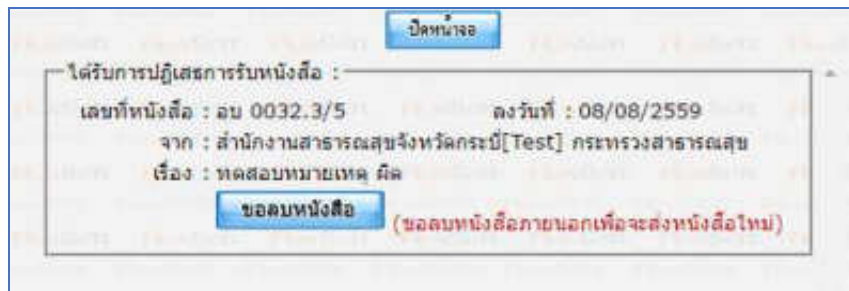 ปิดหน้าจอ
ได้รับการปฏิเสธการรับหนังสือ :
เลขที่หนังสือ : อบ 0032.3/5 ลงวันที่ : 08/08/2559
จาก : สำนักงานสาธารณสุขจังหวัดกระบี่[Test] กระทรวงสาธารณสุข
เรื่อง : ทดสอบหมายเหตุ ผิด
ขอลบหนังสือ (ขอลบหนังสือภายนอกเพื่อจะส่งหนังสือใหม่)